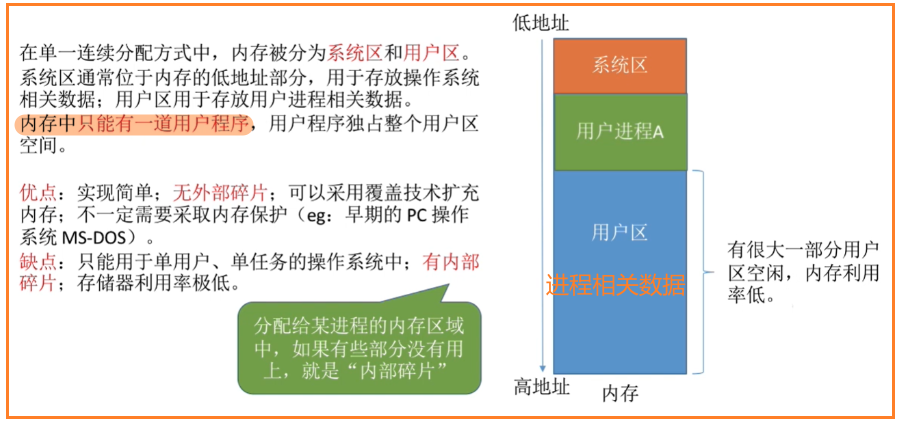 在单一连续分配方式中，内存被分为系统区和用户区。
系统区通常位于内存的低地址部分，用于存放操作系统
相关数据；用户区用于存放用户进程相关数据。
内存中只能有一道用户程序，用户程序独占整个用户区
空间。
优点：实现简单；无外部碎片；可以采用覆盖技术扩充
内存；不一定需要采取内存保护（eg：早期的 PC 操作
系统 MS-DOS）。
缺点：只能用于单用户、单任务的操作系统中；有内部
碎片；存储器利用率极低。
分配给某进程的内存区域
中，如果有些部分没有用
上，就是“内部碎片”
低地址
系统区
用户进程A
用户区
进程相关数据
高地址
内存
有很大一部分用户
区空闲，内存利用
率低。